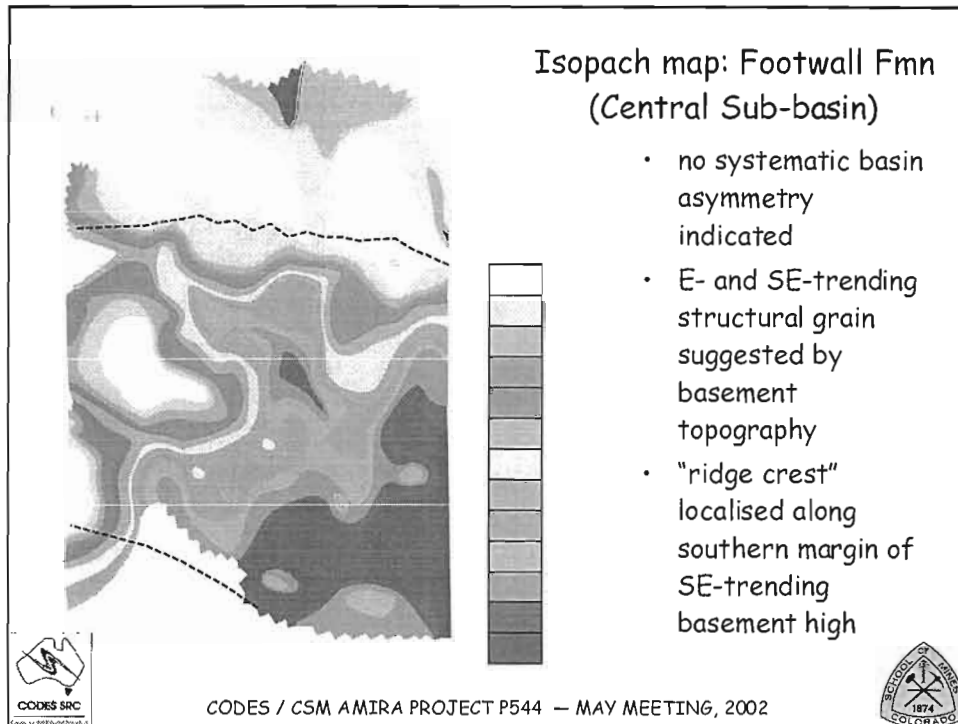 Isopach map: Footwall Fmn
(Central Sub-basin)
• no systematic basin
asymmetry
indicated
• E- and SE-trending
structural grain
suggested by
basement
topography
• "ridge crest"
localised along
southern margin of
SE-trending
basement high
CODES SRC
CODES / CSM AMIRA PROJECT P544 — MAY MEETING, 2002
SCHOOL OF MINES
1874
COLORADO